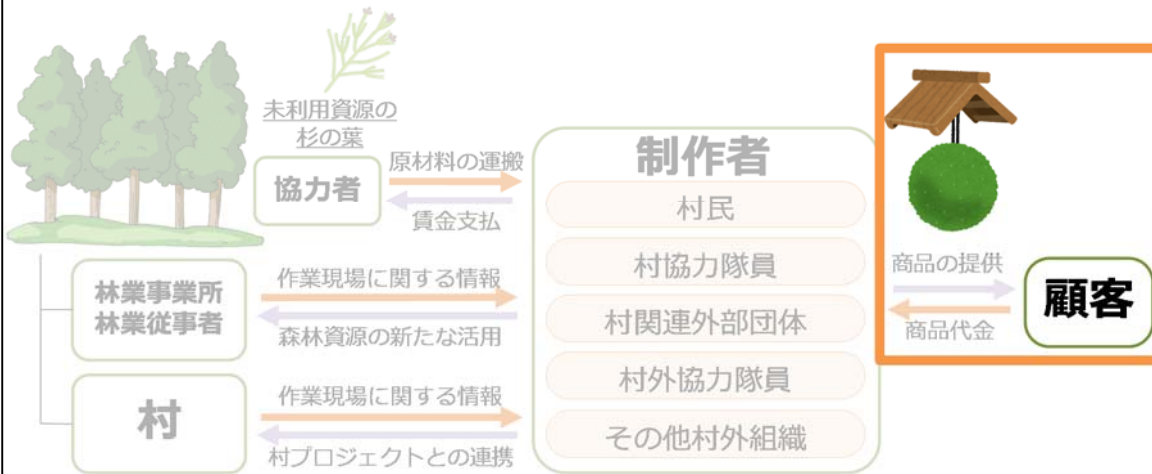 未利用資源の
杉の葉
協力者
原材料の運搬
賃金支払
林業事業所
林業従事者
作業現場に関する情報
森林資源の新たな活用
村
作業現場に関する情報
村プロジェクトとの連携
制作者
村民
村協力隊員
村関連外部団体
村外協力隊員
その他村外組織
商品の提供
商品代金
顧客